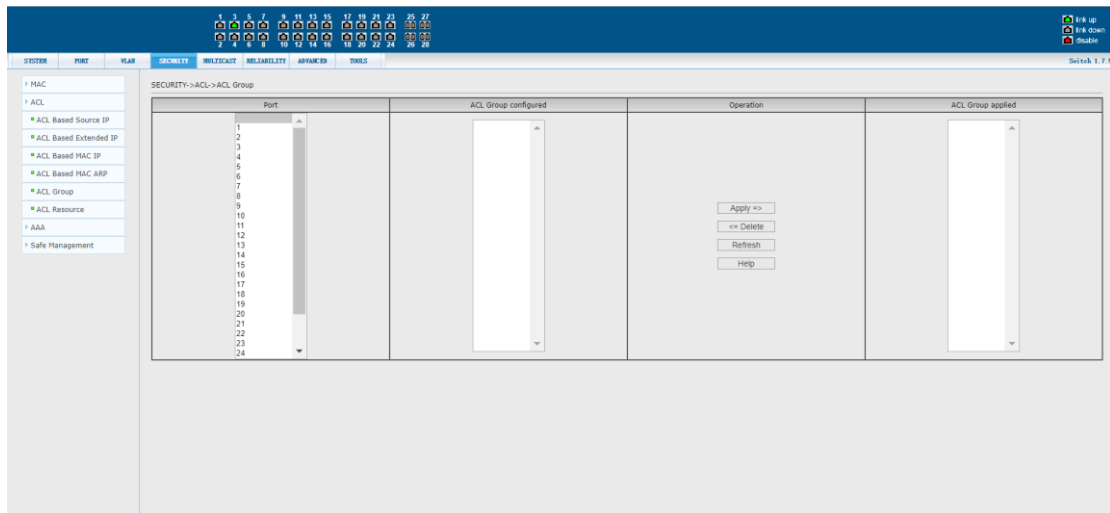 1 3 5 7 9 11 13 15 17 19 21 23 25 27
2 4 6 8 10 12 14 16 18 20 22 24 26 28
link up
link down
disable
SYSTEM PORT VLAN SECURITY MULTICAST RELIABILITY ADVANCED TOOLS
MAC
ACL
ACL Based Source IP
ACL Based Extended IP
ACL Based MAC IP
ACL Based MAC ARP
ACL Group
ACL Resource
AAA
Safe Management
SECURITY->ACL->ACL Group
Port ACL Group configured Operation ACL Group applied
1
2
3
4
5
6
7
8
9
10
11
12
13
14
15
16
17
18
19
20
21
22
23
24
Apply =>
<= Delete
Refresh
Help